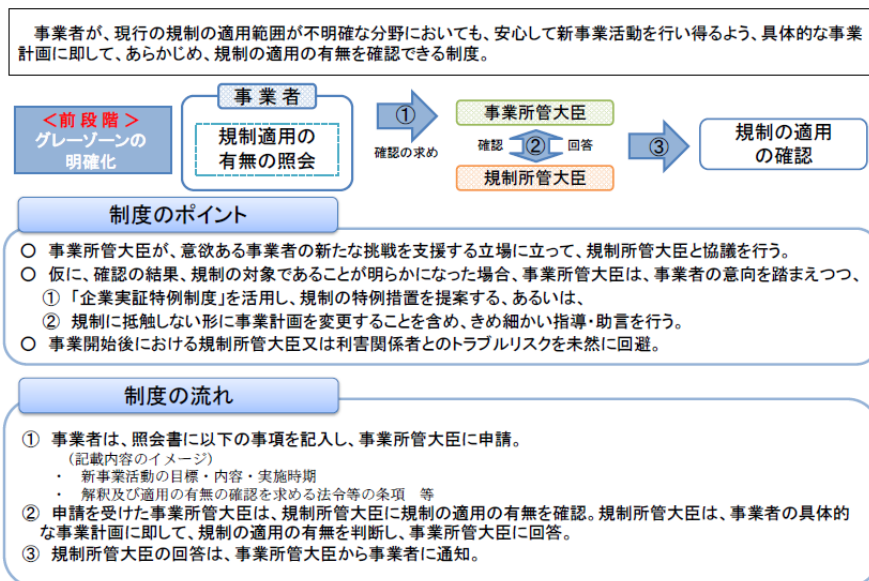 事業者が、現行の規制の適用範囲が不明確な分野においても、安心して新事業活動を行い得るよう、具体的な事業
計画に即して、あらかじめ、規制の適用の有無を確認できる制度。
<前段階>
グレーゾーンの
明確化
事業者
規制適用の
有無の照会
①
確認の求め
事業所管大臣
確認
②
回答
規制所管大臣
③
規制の適用
の確認
制度のポイント
○ 事業所管大臣が、意欲ある事業者の新たな挑戦を支援する立場に立って、規制所管大臣と協議を行う。
○ 仮に、確認の結果、規制の対象であることが明らかになった場合、事業所管大臣は、事業者の意向を踏まえつつ、
① 「企業実証特例制度」を活用し、規制の特例措置を提案する、あるいは、
② 規制に抵触しない形に事業計画を変更することを含め、きめ細かい指導・助言を行う。
○ 事業開始後における規制所管大臣又は利害関係者とのトラブルリスクを未然に回避。
制度の流れ
① 事業者は、照会書に以下の事項を記入し、事業所管大臣に申請。
(記載内容のイメージ)
・ 新事業活動の目標・内容・実施時期
・ 解釈及び適用の有無の確認を求める法令等の条項 等
② 申請を受けた事業所管大臣は、規制所管大臣に規制の適用の有無を確認。規制所管大臣は、事業者の具体的
な事業計画に即して、規制の適用の有無を判断し、事業所管大臣に回答。
③ 規制所管大臣の回答は、事業所管大臣から事業者に通知。